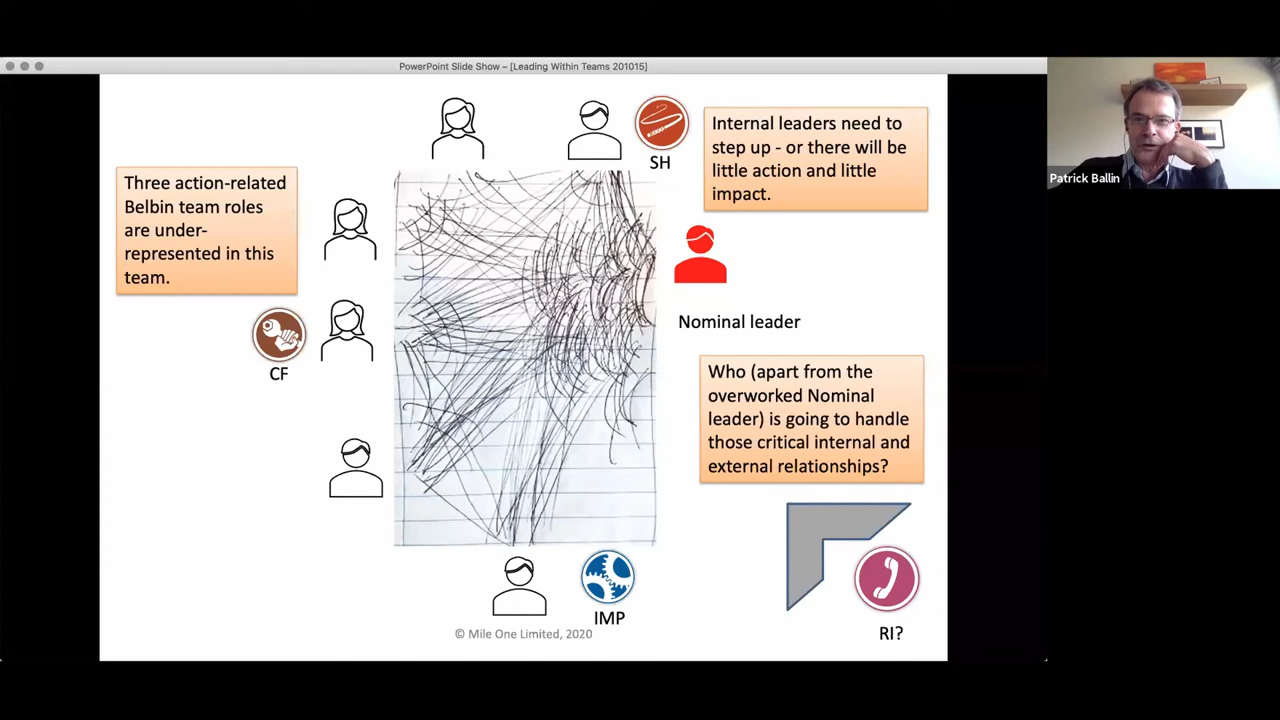 PowerPoint Slide Show – [Leading Within Teams 201015]
SH
Internal leaders need to
step up - or there will be
little action and little
impact.
Patrick Ballin
Three action-related
Belbin team roles
are under-
represented in this
team.
CF
Nominal leader
Who (apart from the
overworked Nominal
leader) is going to handle
those critical internal and
external relationships?
IMP
RI?
© Mile One Limited, 2020